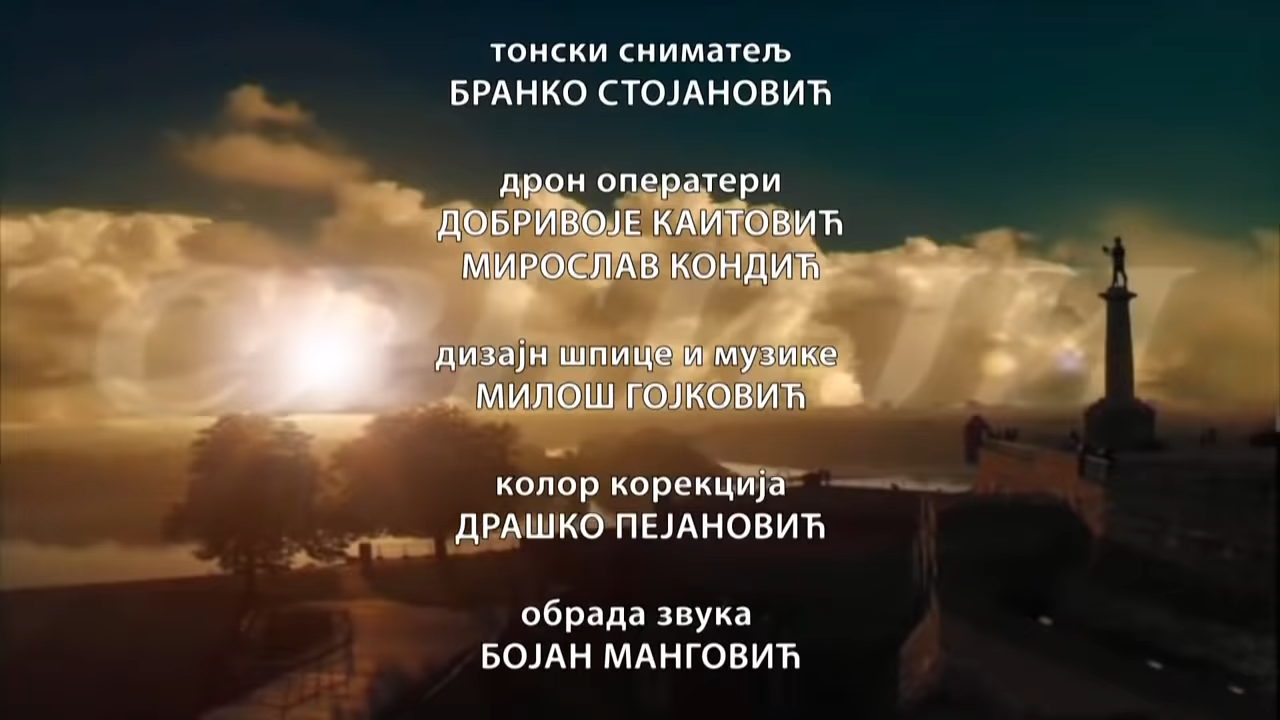 тонски сниматељ
БРАНКО СТОЈАНОВИЋ
дрон оператери
ДОБРИВОЈЕ КАИТОВИЋ
МИРОСЛАВ КОНДИЋ
дизајн шпице и музике
МИЛОШ ГОЈКОВИЋ
колор корекција
ДРАШКО ПЕЈАНОВИЋ
обрада звука
БОЈАН МАНГОВИЋ